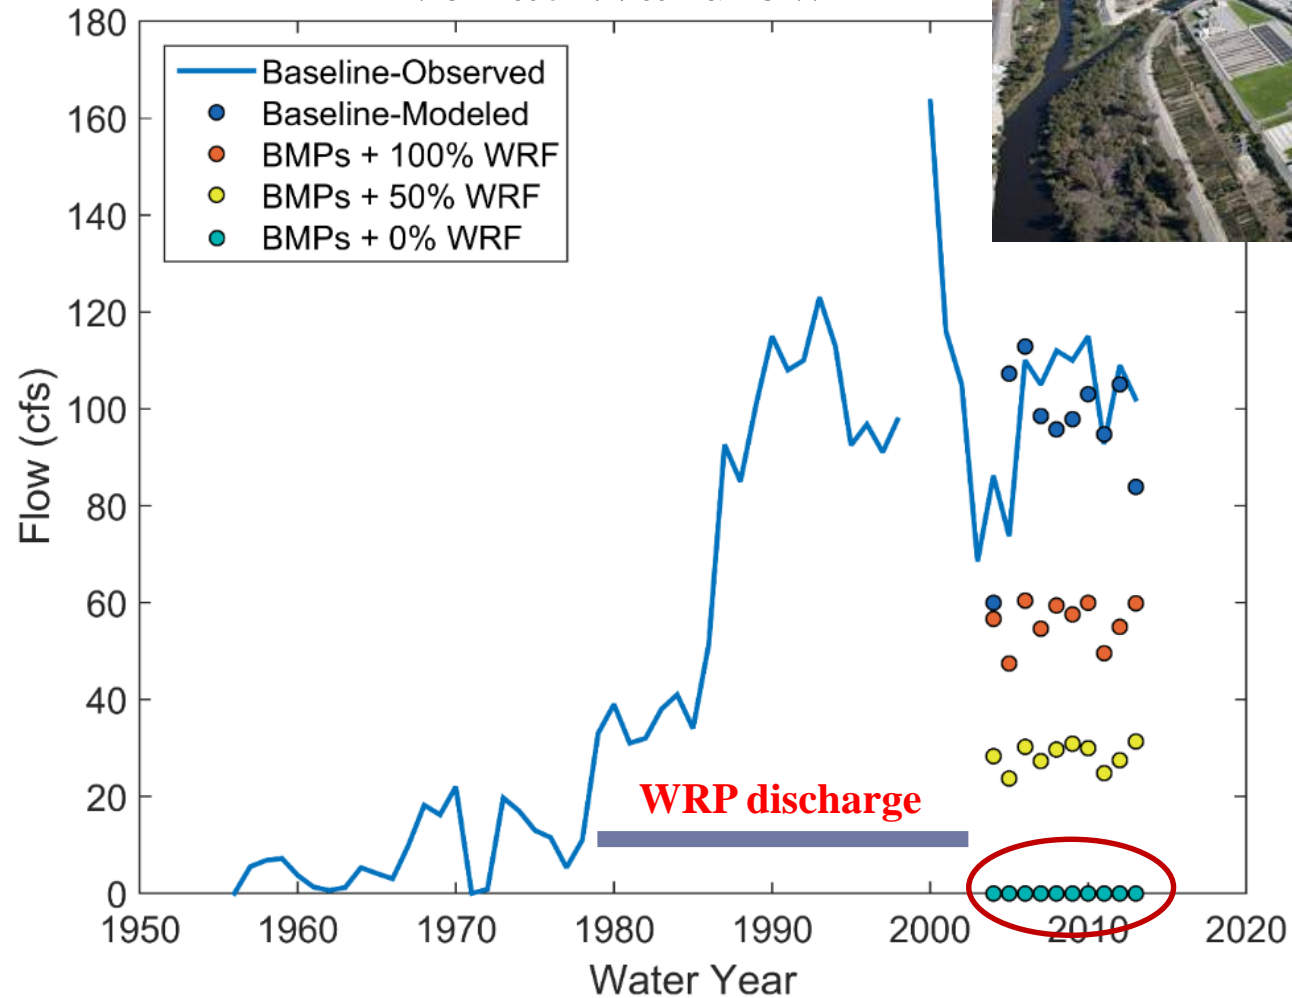 180
160
140
120
100
80
60
40
20
0
Flow (cfs)
Baseline-Observed
Baseline-Modeled
BMPs + 100% WRF
BMPs + 50% WRF
BMPs + 0% WRF
WRP discharge
1950 1960 1970 1980 1990 2000 2010 2020
Water Year